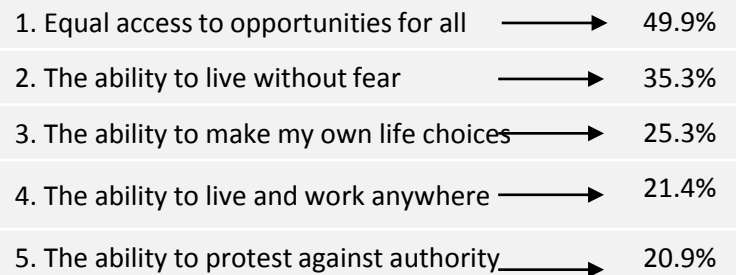 1. Equal access to opportunities for all 49.9%
2. The ability to live without fear 35.3%
3. The ability to make my own life choices 25.3%
4. The ability to live and work anywhere 21.4%
5. The ability to protest against authority 20.9%